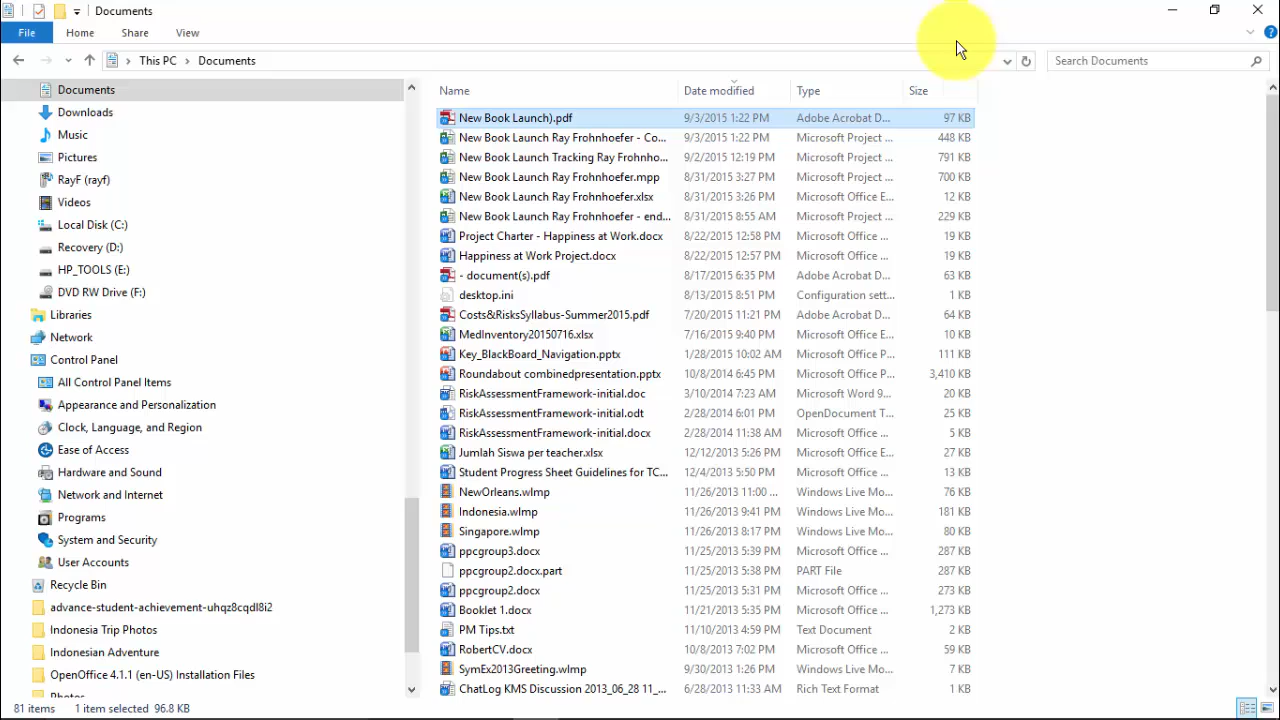 Documents
File Home Share View
This PC Documents Search Documents
Documents
Downloads
Music
Pictures
RayF (rayf)
Videos
Local Disk (C:)
Recovery (D:)
HP_TOOLS (E:)
DVD RW Drive (F:)
Libraries
Network
Control Panel
All Control Panel Items
Appearance and Personalization
Clock, Language, and Region
Ease of Access
Hardware and Sound
Network and Internet
Programs
System and Security
User Accounts
Recycle Bin
advance-student-achievement-uhqz8cqdl8i2
Indonesia Trip Photos
Indonesian Adventure
OpenOffice 4.1.1 (en-US) Installation Files
Photos
Name Date modified Type Size
New Book Launch).pdf 9/3/2015 1:22 PM Adobe Acrobat D... 97 KB
New Book Launch Ray Frohnhoefer - Co... 9/3/2015 1:22 PM Microsoft Project ... 448 KB
New Book Launch Tracking Ray Frohnho... 9/2/2015 12:19 PM Microsoft Project ... 791 KB
New Book Launch Ray Frohnhoefer.mpp 8/31/2015 3:27 PM Microsoft Project ... 700 KB
New Book Launch Ray Frohnhoefer.xlsx 8/31/2015 3:26 PM Microsoft Office E... 12 KB
New Book Launch Ray Frohnhoefer - end... 8/31/2015 8:53 AM Microsoft Project ... 229 KB
Project Charter - Happiness at Work.docx 8/22/2015 12:58 PM Microsoft Office ... 19 KB
Happiness at Work Project.docx 8/22/2015 12:57 PM Microsoft Office ... 19 KB
- document(s).pdf 8/17/2015 6:35 PM Adobe Acrobat D... 63 KB
desktop.ini 8/13/2015 8:51 PM Configuration sett... 1 KB
Costs&RisksSyllabus-Summer2015.pdf 7/20/2015 11:21 PM Adobe Acrobat D... 64 KB
MedInventory20150716.xlsx 7/16/2015 9:40 PM Microsoft Office E... 10 KB
Key_BlackBoard_Navigation.pptx 1/28/2015 10:02 AM Microsoft Office P... 111 KB
Roundabout combinedpresentation.pptx 10/8/2014 6:45 PM Microsoft Office P... 3,410 KB
RiskAssessmentFramework-initial.doc 3/10/2014 7:23 AM Microsoft Word 9... 20 KB
RiskAssessmentFramework-initial.odt 2/28/2014 6:01 PM OpenDocument T... 25 KB
RiskAssessmentFramework-initial.docx 2/28/2014 11:38 AM Microsoft Office ... 5 KB
Jumlah Siswa per teacher.xlsx 12/12/2013 5:26 PM Microsoft Office E... 27 KB
Student Progress Sheet Guidelines for TC... 12/4/2013 5:50 PM Microsoft Office ... 13 KB
NewOrleans.wlmp 11/26/2013 11:00 ... Windows Live Mo... 76 KB
Indonesia.wlmp 11/26/2013 9:41 PM Windows Live Mo... 181 KB
Singapore.wlmp 11/26/2013 8:17 PM Windows Live Mo... 80 KB
ppcgroup3.docx 11/25/2013 5:39 PM Microsoft Office ... 287 KB
ppcgroup2.docx.part 11/25/2013 5:38 PM PART File 287 KB
ppcgroup2.docx 11/25/2013 5:31 PM Microsoft Office ... 273 KB
Booklet 1.docx 11/21/2013 5:35 PM Microsoft Office ... 1,273 KB
PM Tips.txt 11/10/2013 4:59 PM Text Document 2 KB
RobertCV.docx 10/8/2013 7:02 PM Microsoft Office ... 59 KB
SymEx2013Greeting.wlmp 9/30/2013 1:26 PM Windows Live Mo... 7 KB
ChatLog KMS Discussion 2013_06_28 11_... 6/28/2013 11:33 AM Rich Text Format 1 KB
81 items 1 item selected 96.8 KB